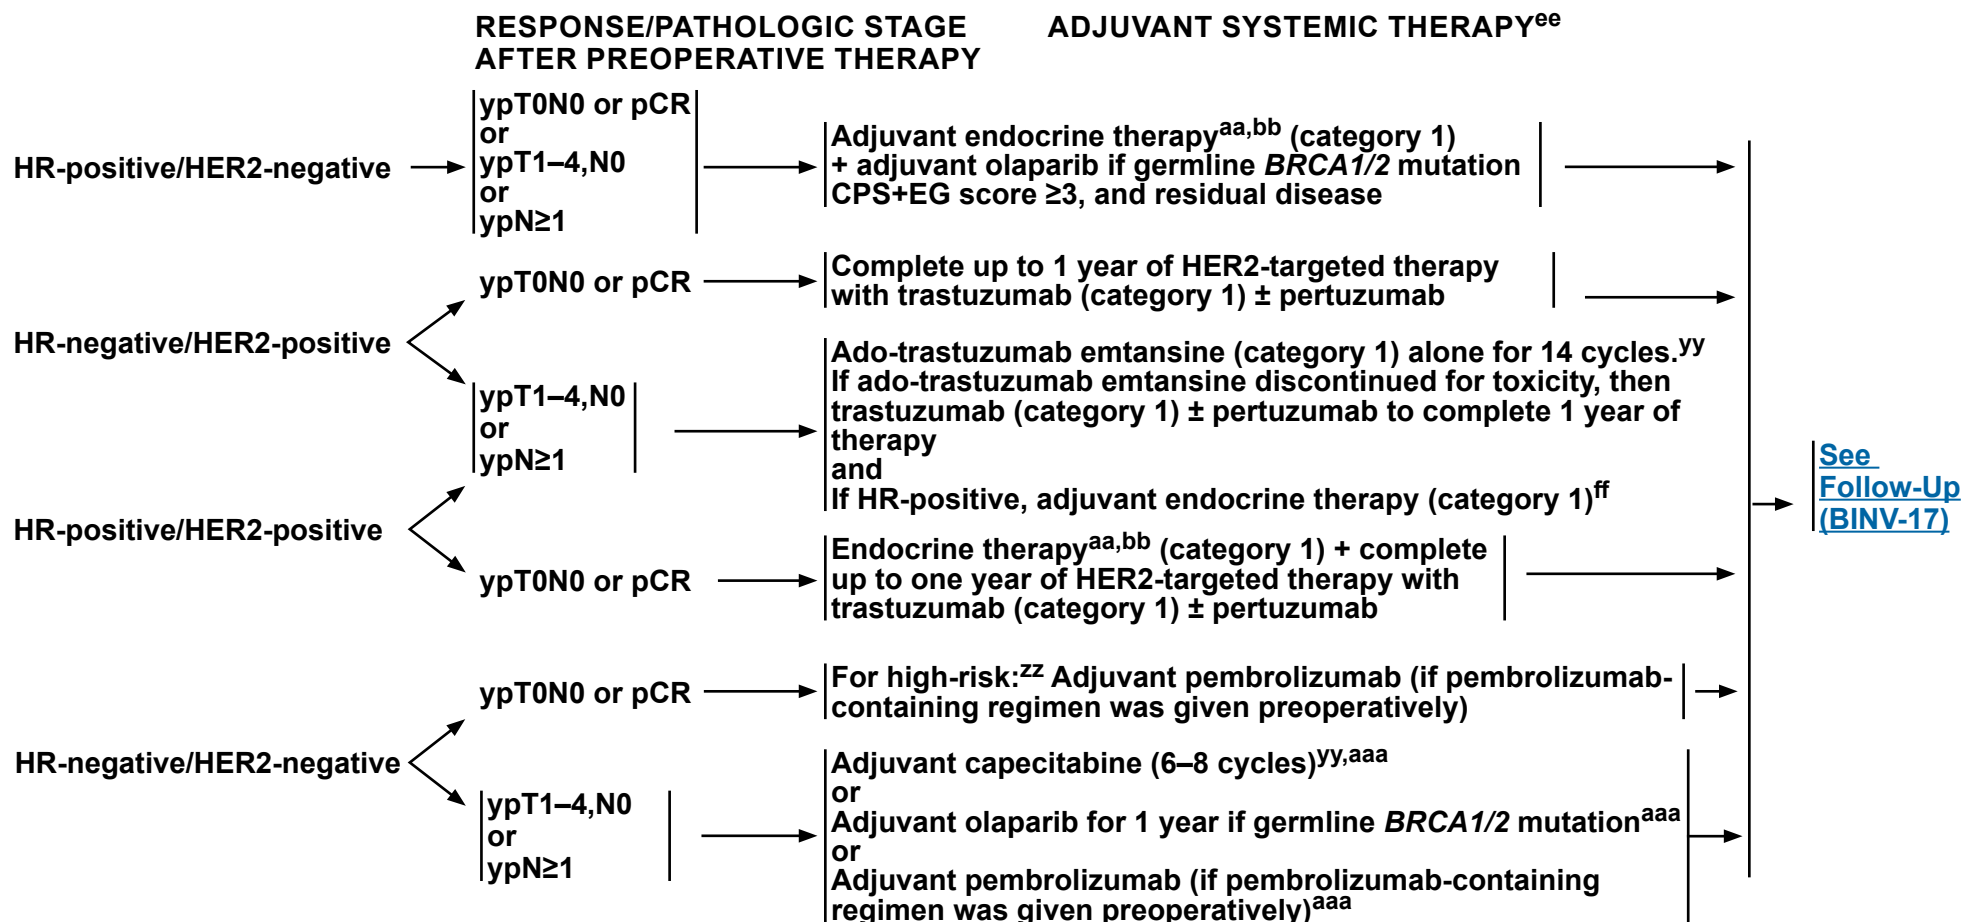 RESPONSE/PATHOLOGIC STAGE
AFTER PREOPERATIVE THERAPY
ADJUVANT SYSTEMIC THERAPYee
HR-positive/HER2-negative
ypT0N0 or pCR
or
ypT1–4,N0
or
ypN≥1
Adjuvant endocrine therapyaa,bb (category 1)
+ adjuvant olaparib if germline BRCA1/2 mutation
CPS+EG score ≥3, and residual disease
HR-negative/HER2-positive
ypT0N0 or pCR
Complete up to 1 year of HER2-targeted therapy
with trastuzumab (category 1) ± pertuzumab
ypT1–4,N0
or
ypN≥1
Ado-trastuzumab emtansine (category 1) alone for 14 cycles.yy
If ado-trastuzumab emtansine discontinued for toxicity, then
trastuzumab (category 1) ± pertuzumab to complete 1 year of
therapy
and
If HR-positive, adjuvant endocrine therapy (category 1)ff
HR-positive/HER2-positive
ypT0N0 or pCR
Endocrine therapyaa,bb (category 1) + complete
up to one year of HER2-targeted therapy with
trastuzumab (category 1) ± pertuzumab
HR-negative/HER2-negative
ypT0N0 or pCR
For high-risk:zz Adjuvant pembrolizumab (if pembrolizumab-
containing regimen was given preoperatively)
ypT1–4,N0
or
ypN≥1
Adjuvant capecitabine (6–8 cycles)yy,aaa
or
Adjuvant olaparib for 1 year if germline BRCA1/2 mutationaaa
or
Adjuvant pembrolizumab (if pembrolizumab-containing
regimen was given preoperatively)aaa
See
Follow-Up
(BINV-17)